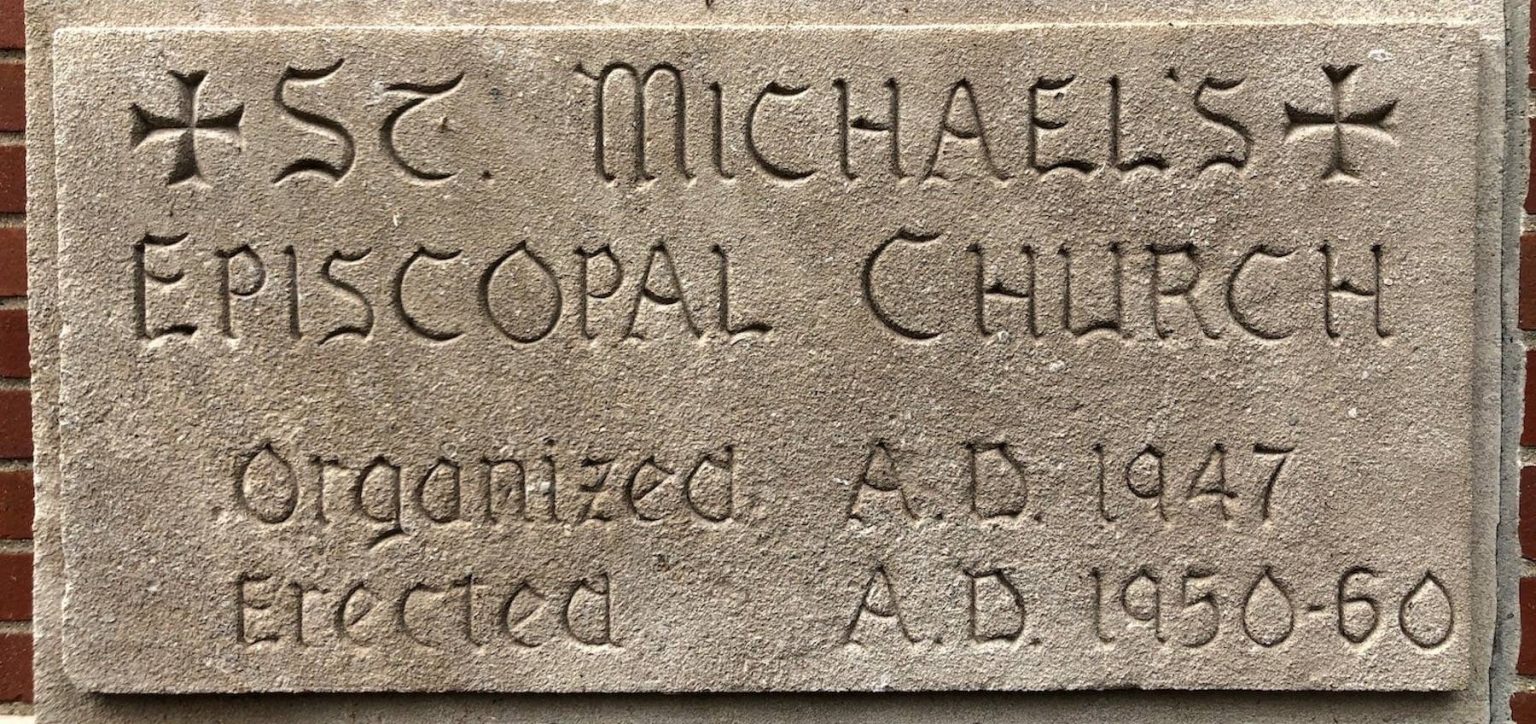 ✠ ST. MICHAEL'S ✠
EPISCOPAL CHURCH
Organized A.D. 1947
Erected A.D. 1950-60